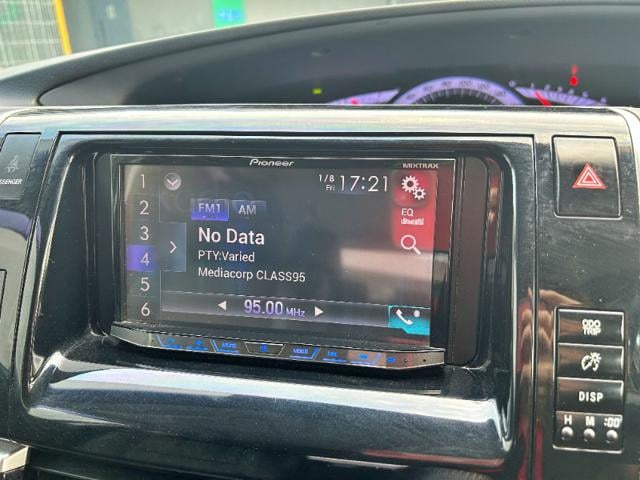 Pioneer
MIXTRAX
1/8
Fri
17:21
1
2
3
4
5
6
FM1
AM
EQ
No Data
PTY:Varied
Mediacorp CLASS95
95.00 MHz
ODO
TRIP
DISP
H M :00